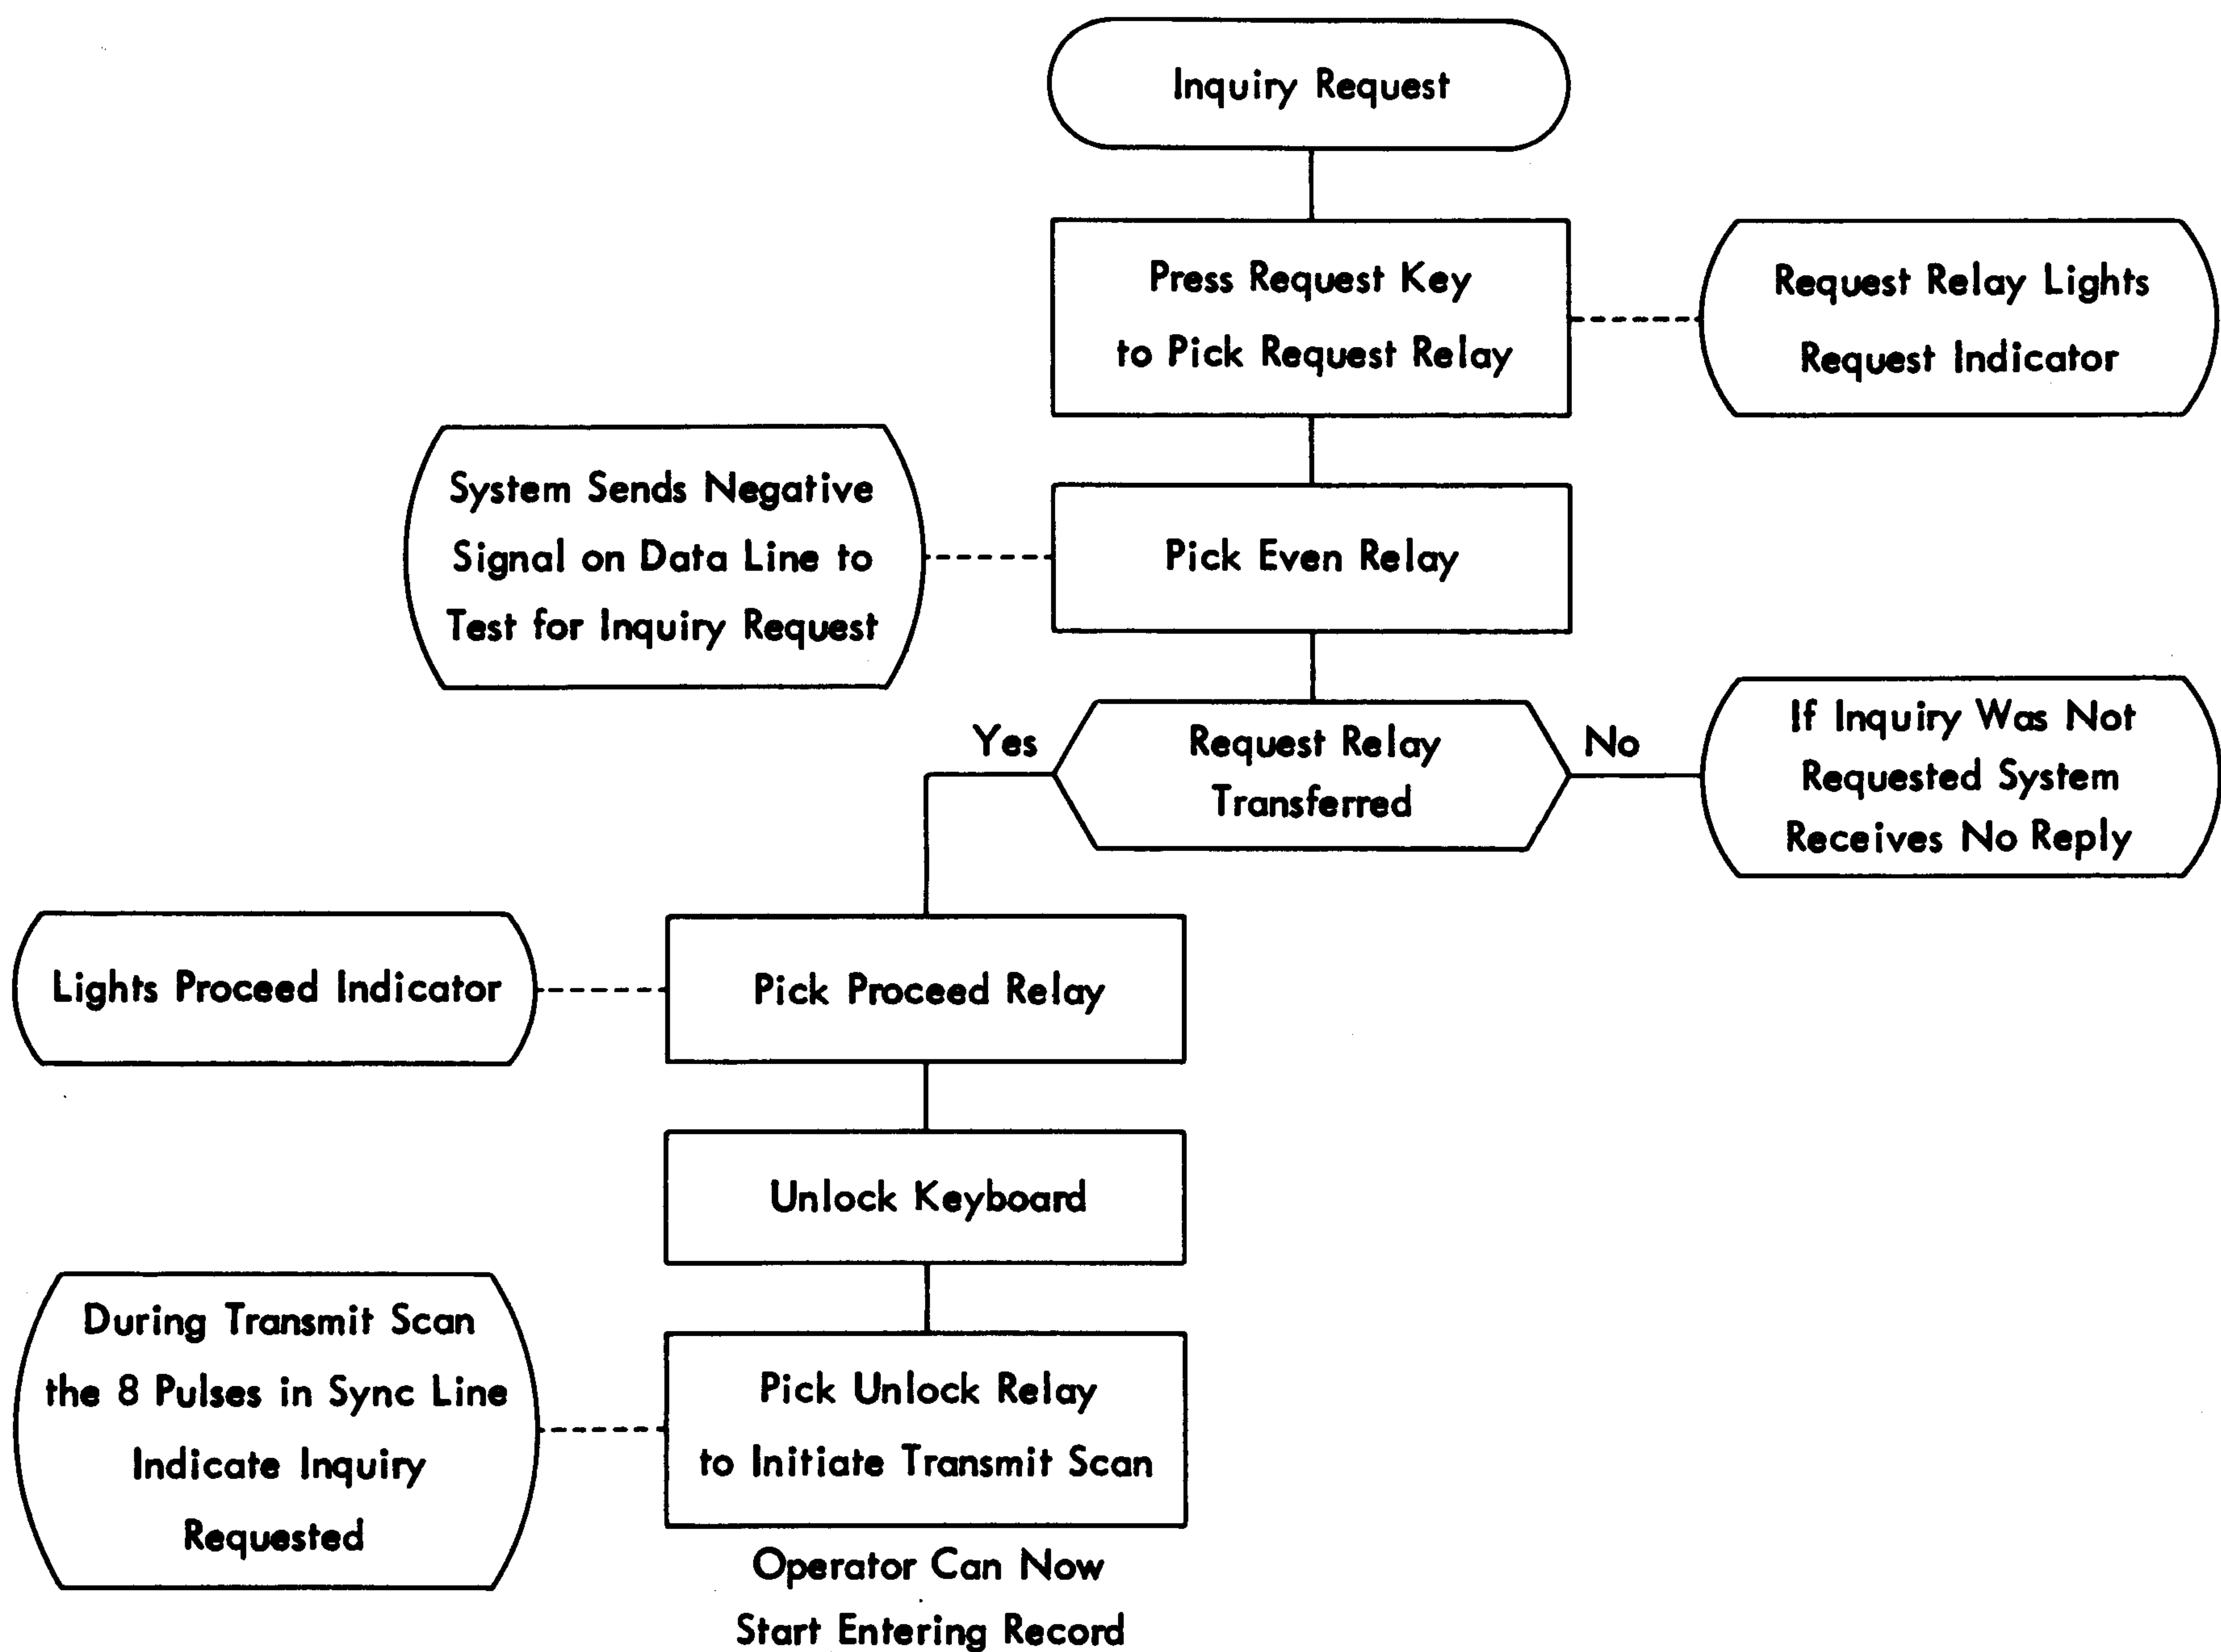 Inquiry Request
Press Request Key
to Pick Request Relay
Request Relay Lights
Request Indicator
System Sends Negative
Signal on Data Line to
Test for Inquiry Request
Pick Even Relay
Yes
Request Relay
Transferred
No
If Inquiry Was Not
Requested System
Receives No Reply
Lights Proceed Indicator
Pick Proceed Relay
Unlock Keyboard
During Transmit Scan
the 8 Pulses in Sync Line
Indicate Inquiry
Requested
Pick Unlock Relay
to Initiate Transmit Scan
Operator Can Now
Start Entering Record